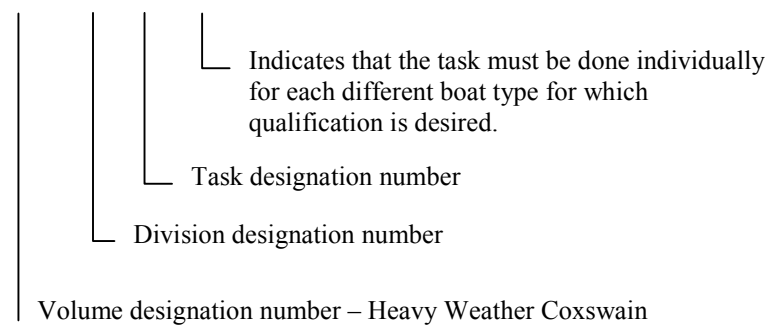 Indicates that the task must be done individually
for each different boat type for which
qualification is desired.
Task designation number
Division designation number
Volume designation number – Heavy Weather Coxswain